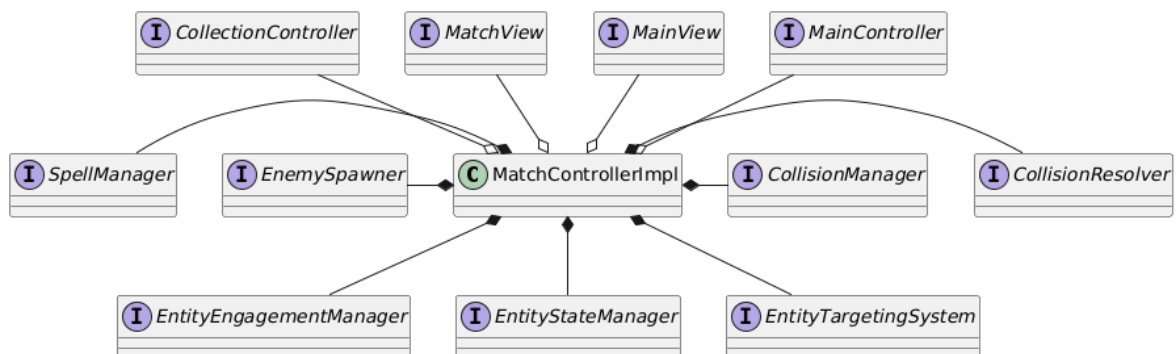 I CollectionController
I MatchView
I MainView
I MainController
I SpellManager
I EnemySpawner
C MatchControllerImpl
I CollisionManager
I CollisionResolver
I EntityEngagementManager
I EntityStateManager
I EntityTargetingSystem